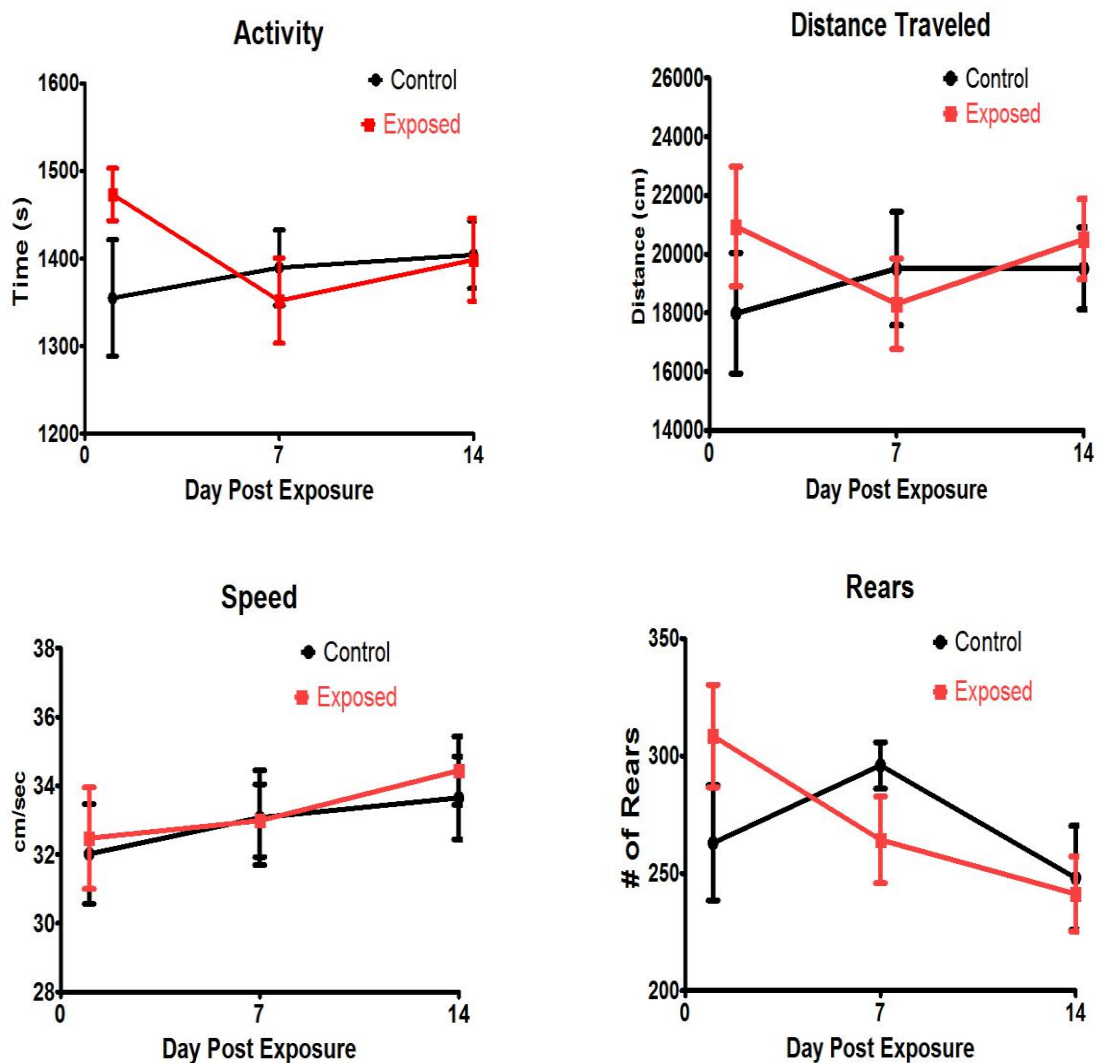 Activity
Control
Exposed
1600
1500
1400
1300
1200
Time (s)
0
7
14
Day Post Exposure
Distance Traveled
Control
Exposed
26000
24000
22000
20000
18000
16000
14000
Distance (cm)
0
7
14
Day Post Exposure
Speed
Control
Exposed
38
36
34
32
30
28
cm/sec
0
7
14
Day Post Exposure
Rears
Control
Exposed
350
300
250
200
# of Rears
0
7
14
Day Post Exposure